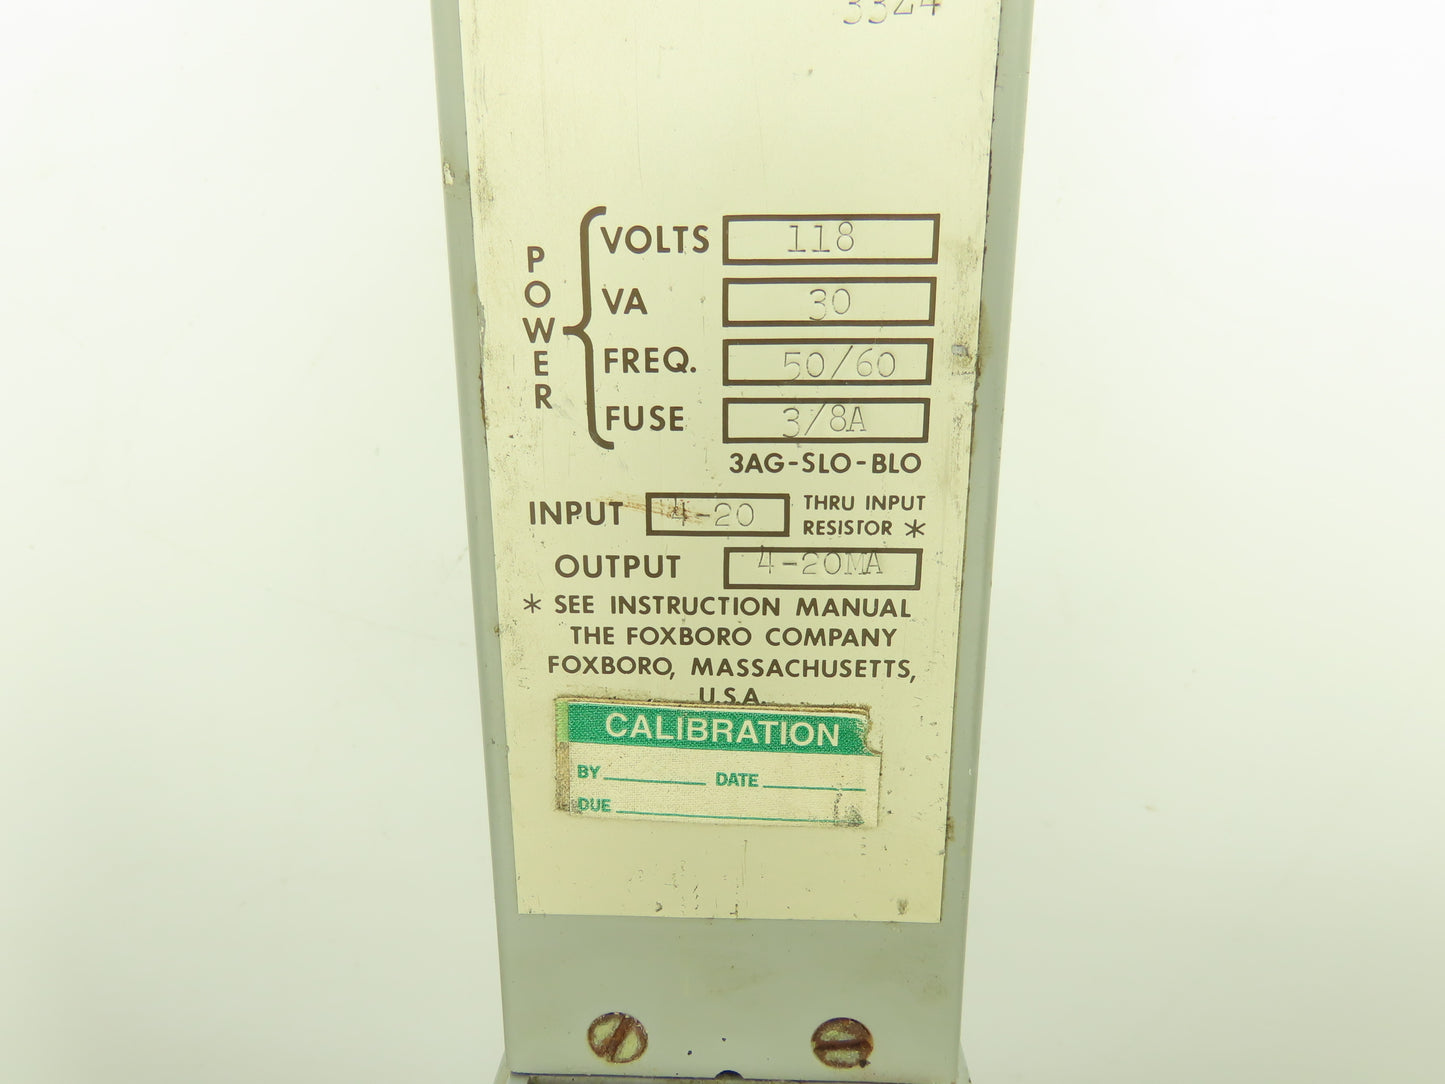 3324
POWER
VOLTS 118
VA 30
FREQ. 50/60
FUSE 3/8A
3AG-SLO-BLO
INPUT 4-20 THRU INPUT RESISTOR *
OUTPUT 4-20MA
* SEE INSTRUCTION MANUAL
THE FOXBORO COMPANY
FOXBORO, MASSACHUSETTS,
U.S.A.
CALIBRATION
BY DATE
DUE